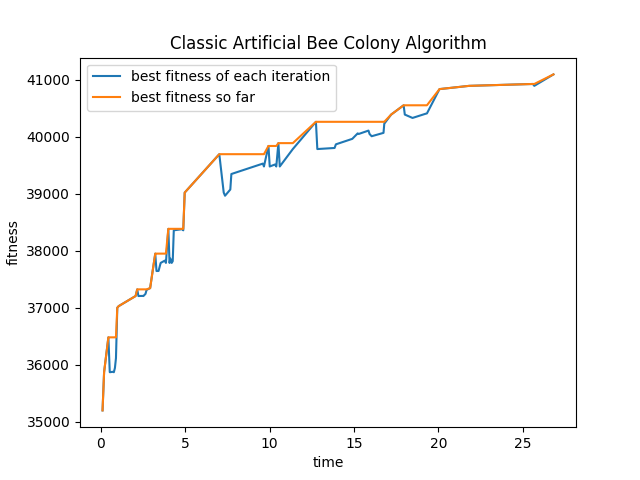 Classic Artificial Bee Colony Algorithm
best fitness of each iteration
best fitness so far
41000
40000
39000
38000
37000
36000
35000
fitness
0 5 10 15 20 25
time